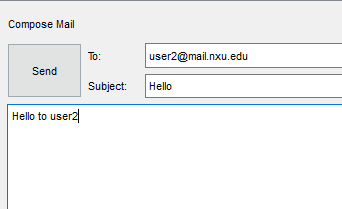 Compose Mail
Send
To:
user2@mail.nxu.edu
Subject:
Hello
Hello to user2